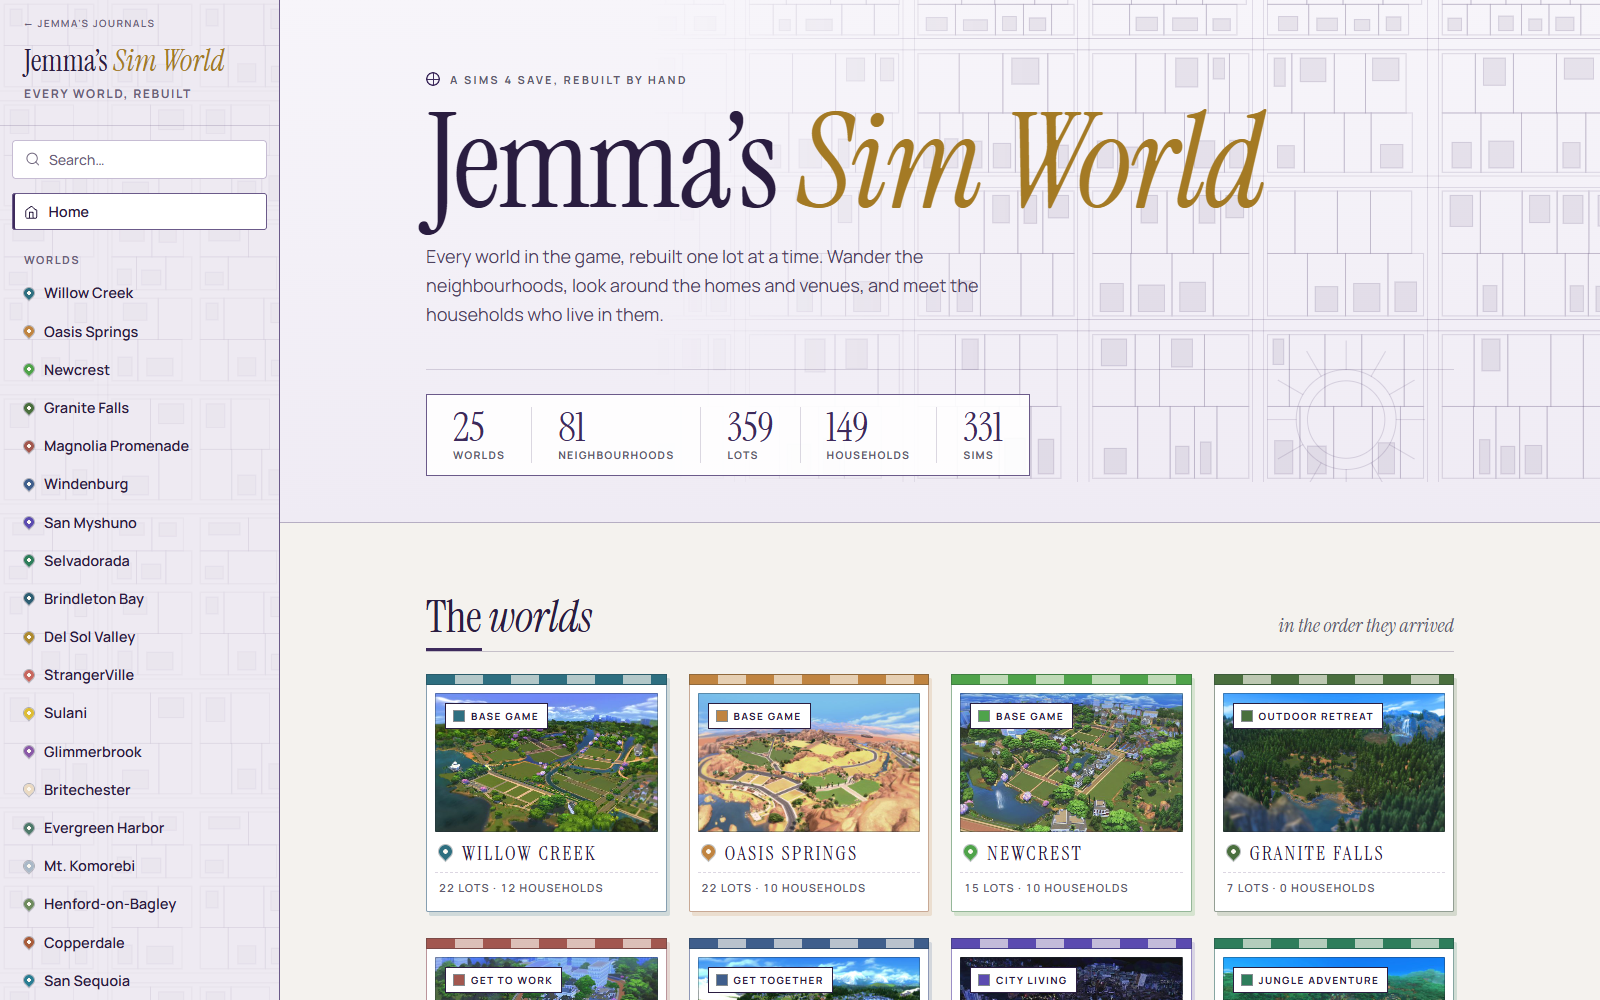 ← JEMMA'S JOURNALS
Jemma's Sim World
EVERY WORLD, REBUILT
Search...
Home
WORLDS
Willow Creek
Oasis Springs
Newcrest
Granite Falls
Magnolia Promenade
Windenburg
San Myshuno
Selvadorada
Brindleton Bay
Del Sol Valley
StrangerVille
Sulani
Glimmerbrook
Britechester
Evergreen Harbor
Mt. Komorebi
Henford-on-Bagley
Copperdale
San Sequoia
A SIMS 4 SAVE, REBUILT BY HAND
Jemma's Sim World
Every world in the game, rebuilt one lot at a time. Wander the
neighbourhoods, look around the homes and venues, and meet the
households who live in them.
25 81 359 149 331
WORLDS NEIGHBOURHOODS LOTS HOUSEHOLDS SIMS
The worlds
in the order they arrived
BASE GAME
WILLOW CREEK
22 LOTS · 12 HOUSEHOLDS
BASE GAME
OASIS SPRINGS
22 LOTS · 10 HOUSEHOLDS
BASE GAME
NEWCREST
15 LOTS · 10 HOUSEHOLDS
OUTDOOR RETREAT
GRANITE FALLS
7 LOTS · 0 HOUSEHOLDS
GET TO WORK
GET TOGETHER
CITY LIVING
JUNGLE ADVENTURE